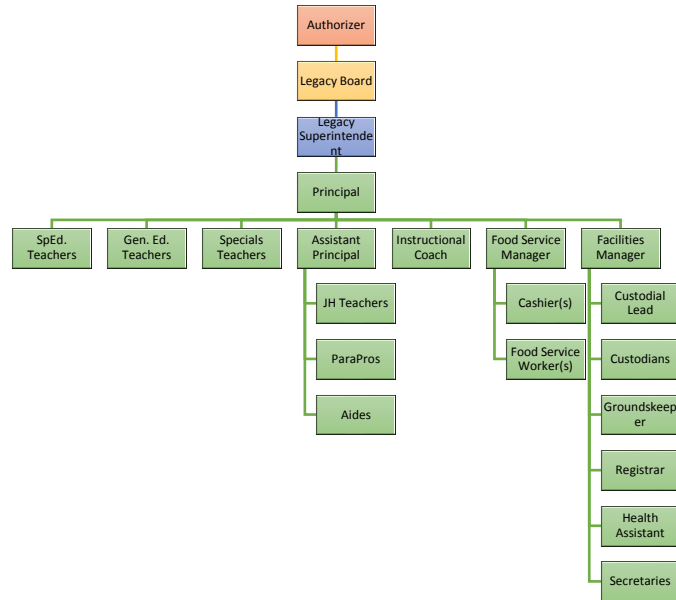 Authorizer
Legacy Board
Legacy
Superintende
nt
Principal
SpEd.
Teachers
Gen. Ed.
Teachers
Specials
Teachers
Assistant
Principal
Instructional
Coach
Food Service
Manager
Facilities
Manager
JH Teachers
ParaPros
Aides
Cashier(s)
Food Service
Worker(s)
Custodial
Lead
Custodians
Groundskeep
er
Registrar
Health
Assistant
Secretaries